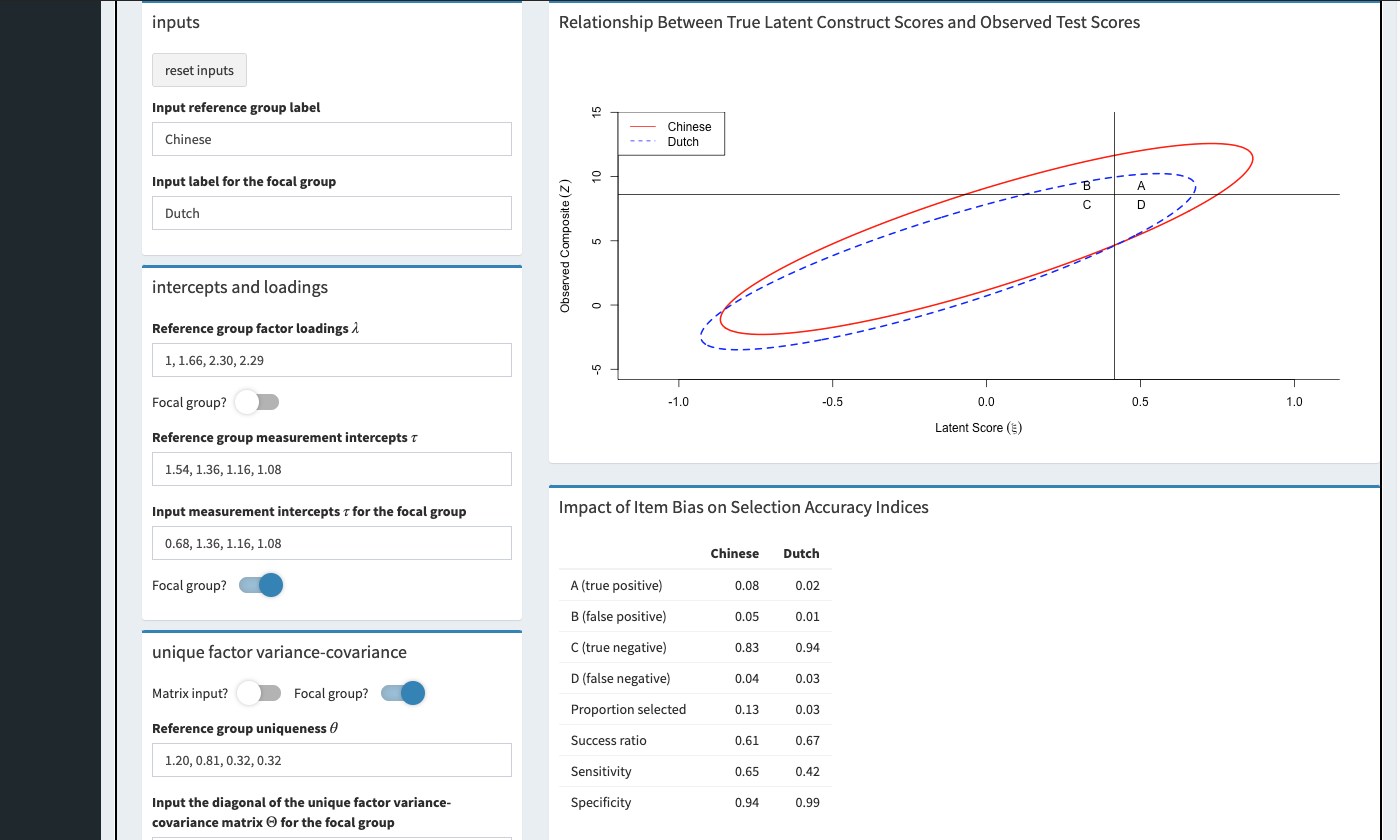 inputs
reset inputs
Input reference group label
Chinese
Input label for the focal group
Dutch
intercepts and loadings
Reference group factor loadings λ
1, 1.66, 2.30, 2.29
Focal group?
Reference group measurement intercepts τ
1.54, 1.36, 1.16, 1.08
Input measurement intercepts τ for the focal group
0.68, 1.36, 1.16, 1.08
Focal group?
unique factor variance-covariance
Matrix input? Focal group?
Reference group uniqueness θ
1.20, 0.81, 0.32, 0.32
Input the diagonal of the unique factor variance-
covariance matrix Θ for the focal group
Relationship Between True Latent Construct Scores and Observed Test Scores
Chinese
Dutch
15
10
5
0
-5
Observed Composite (Z)
B A
C D
-1.0 -0.5 0.0 0.5 1.0
Latent Score (ξ)
Impact of Item Bias on Selection Accuracy Indices
Chinese Dutch
A (true positive) 0.08 0.02
B (false positive) 0.05 0.01
C (true negative) 0.83 0.94
D (false negative) 0.04 0.03
Proportion selected 0.13 0.03
Success ratio 0.61 0.67
Sensitivity 0.65 0.42
Specificity 0.94 0.99